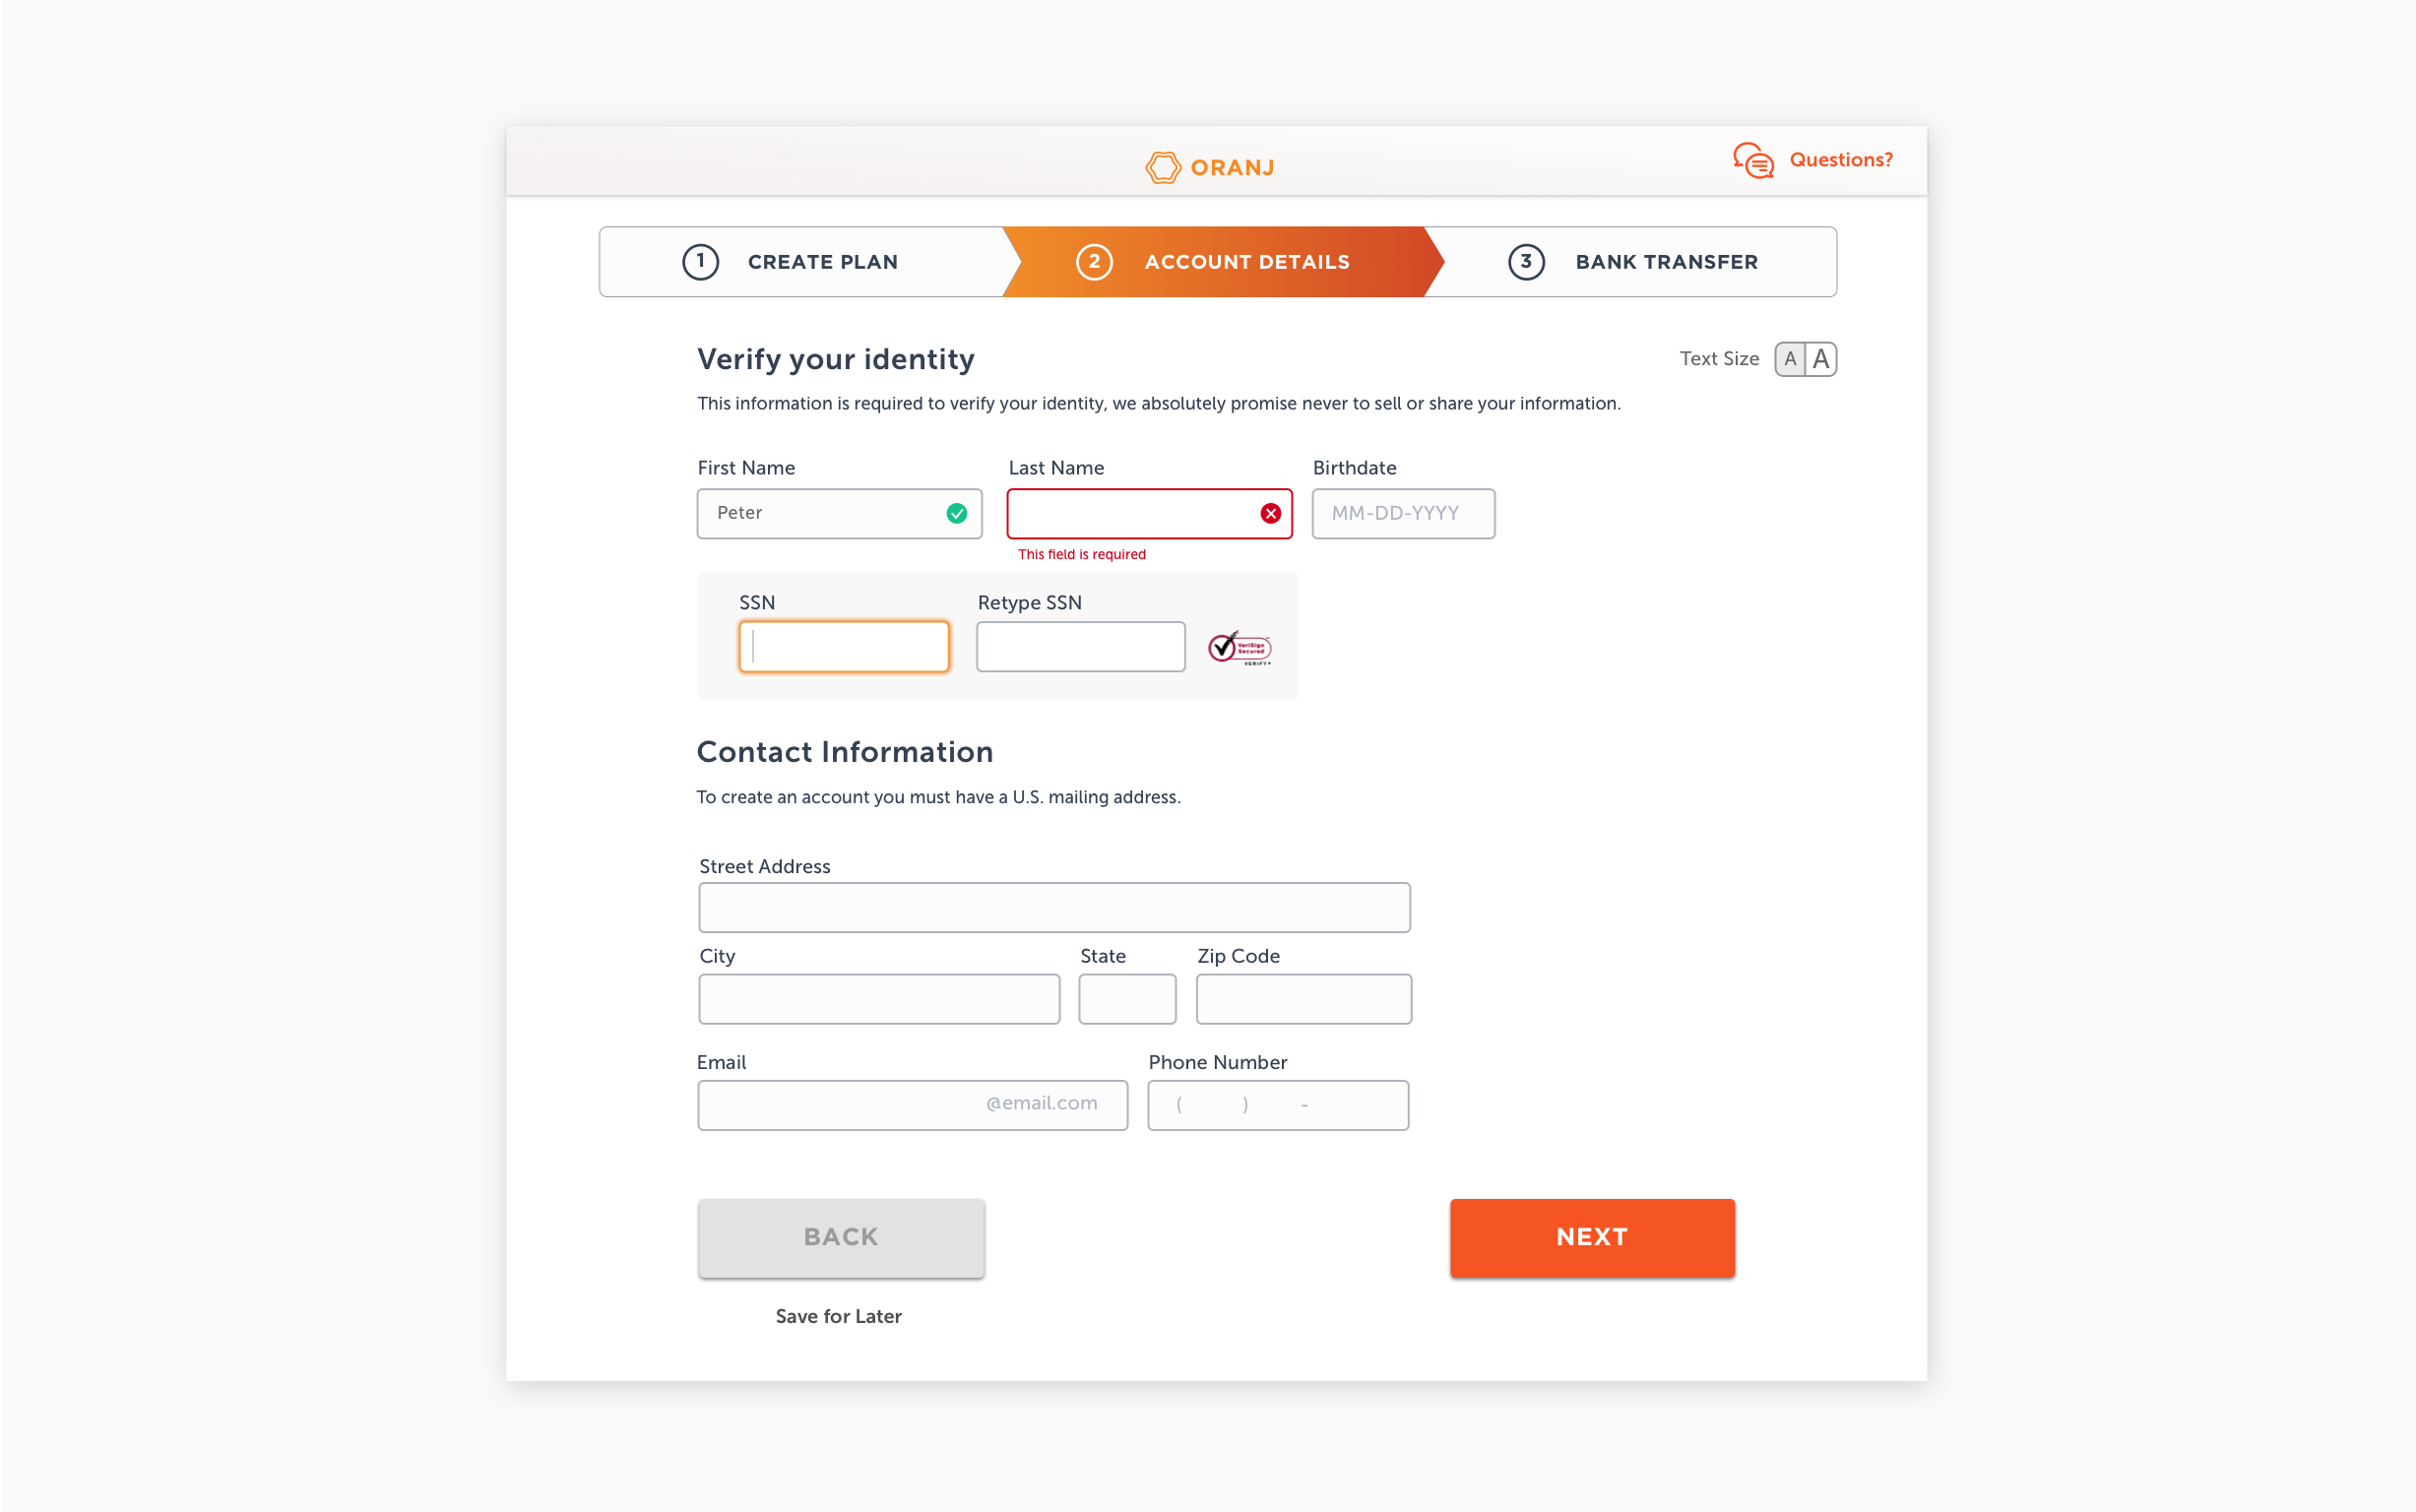 ORANJ
Questions?
1 CREATE PLAN
2 ACCOUNT DETAILS
3 BANK TRANSFER
Verify your identity
Text Size A A
This information is required to verify your identity, we absolutely promise never to sell or share your information.
First Name Last Name Birthdate
Peter MM-DD-YYYY
This field is required
SSN Retype SSN
VeriSign
Secured
VERIFY
Contact Information
To create an account you must have a U.S. mailing address.
Street Address
City State Zip Code
Email Phone Number
@email.com ( ) -
BACK NEXT
Save for Later